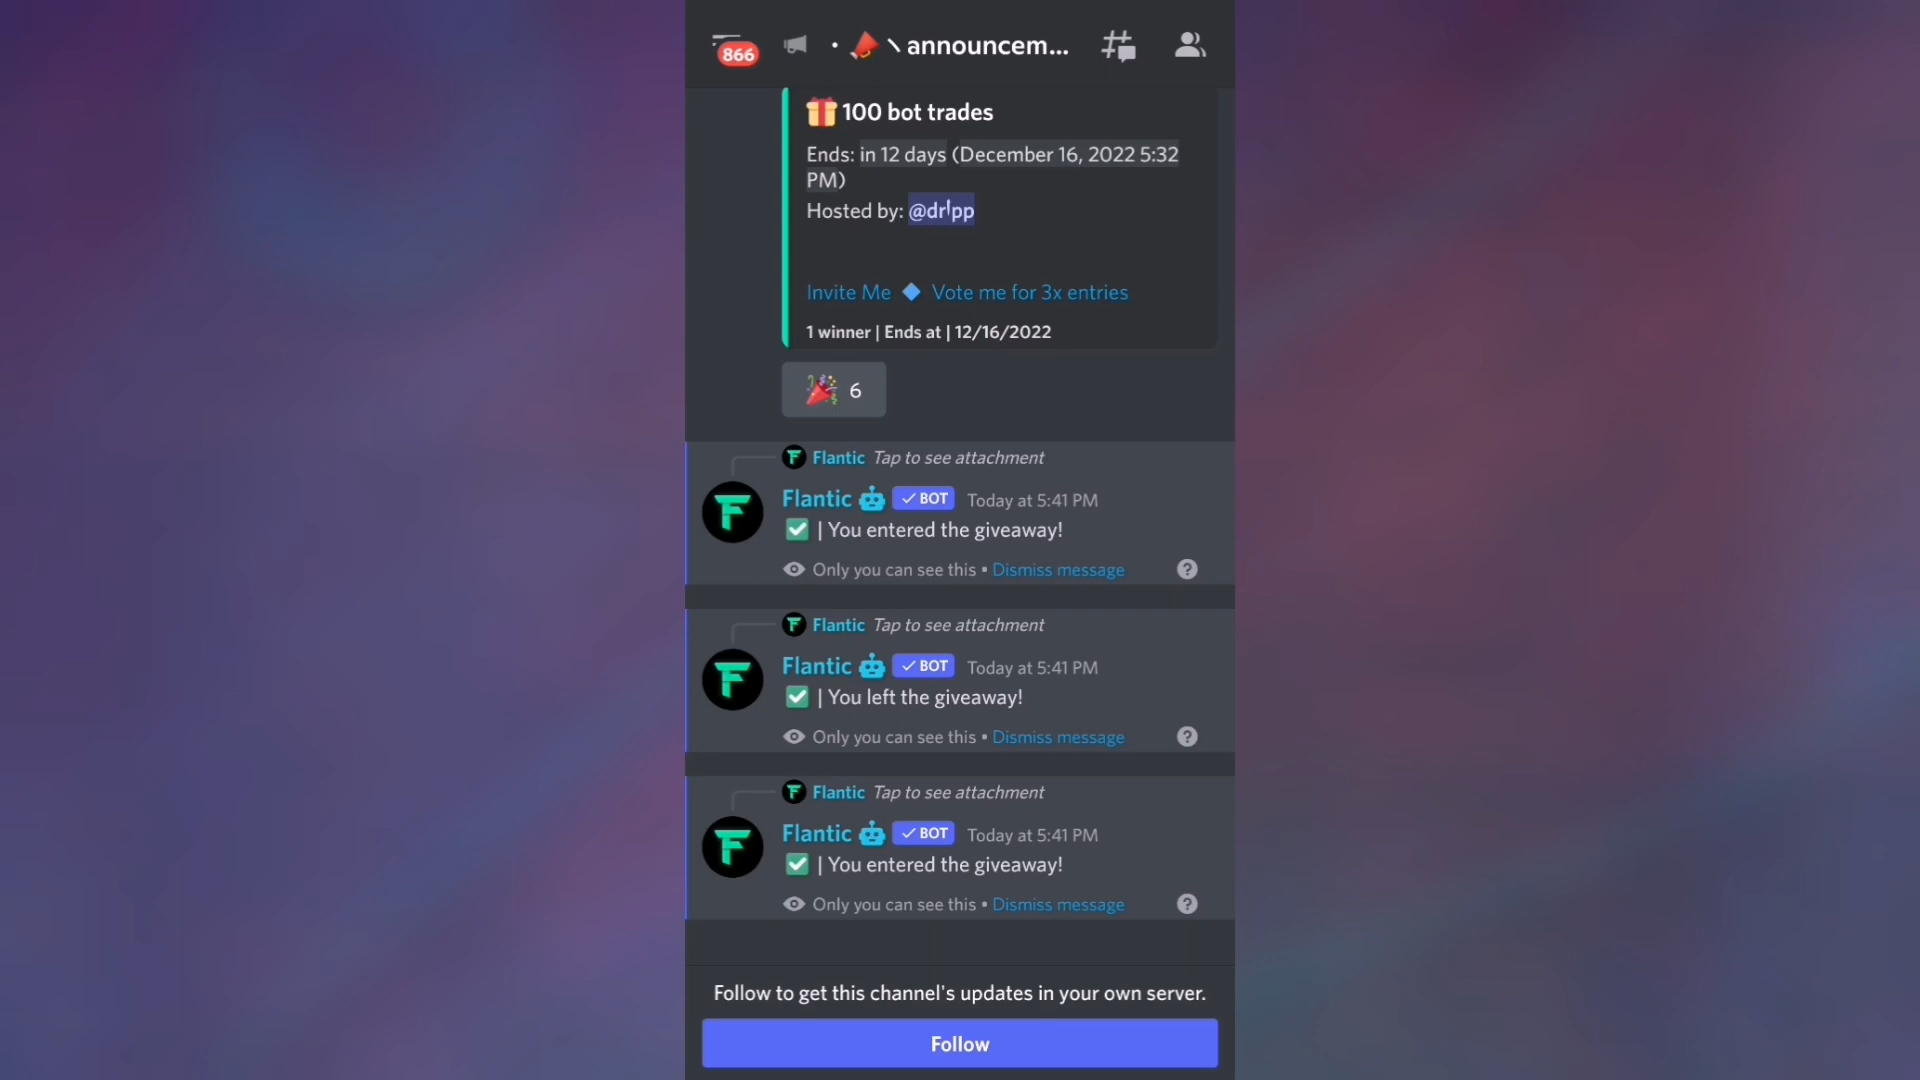 866 • \ announcem...
100 bot trades
Ends: in 12 days (December 16, 2022 5:32
PM)
Hosted by: @dr!pp
Invite Me Vote me for 3x entries
1 winner | Ends at | 12/16/2022
6
Flantic Tap to see attachment
Flantic BOT Today at 5:41 PM
| You entered the giveaway!
Only you can see this • Dismiss message
Flantic Tap to see attachment
Flantic BOT Today at 5:41 PM
| You left the giveaway!
Only you can see this • Dismiss message
Flantic Tap to see attachment
Flantic BOT Today at 5:41 PM
| You entered the giveaway!
Only you can see this • Dismiss message
Follow to get this channel's updates in your own server.
Follow